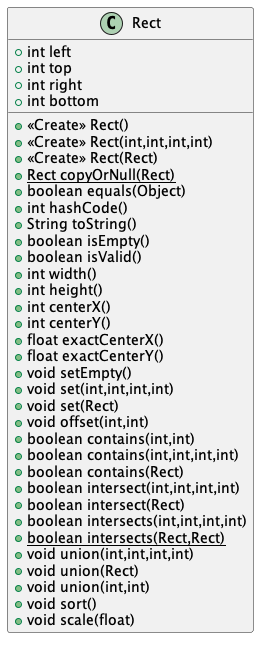 C Rect
int left
int top
int right
int bottom
«Create» Rect()
«Create» Rect(int,int,int,int)
«Create» Rect(Rect)
Rect copyOrNull(Rect)
boolean equals(Object)
int hashCode()
String toString()
boolean isEmpty()
boolean isValid()
int width()
int height()
int centerX()
int centerY()
float exactCenterX()
float exactCenterY()
void setEmpty()
void set(int,int,int,int)
void set(Rect)
void offset(int,int)
boolean contains(int,int)
boolean contains(int,int,int,int)
boolean contains(Rect)
boolean intersect(int,int,int,int)
boolean intersect(Rect)
boolean intersects(int,int,int,int)
boolean intersects(Rect,Rect)
void union(int,int,int,int)
void union(Rect)
void union(int,int)
void sort()
void scale(float)